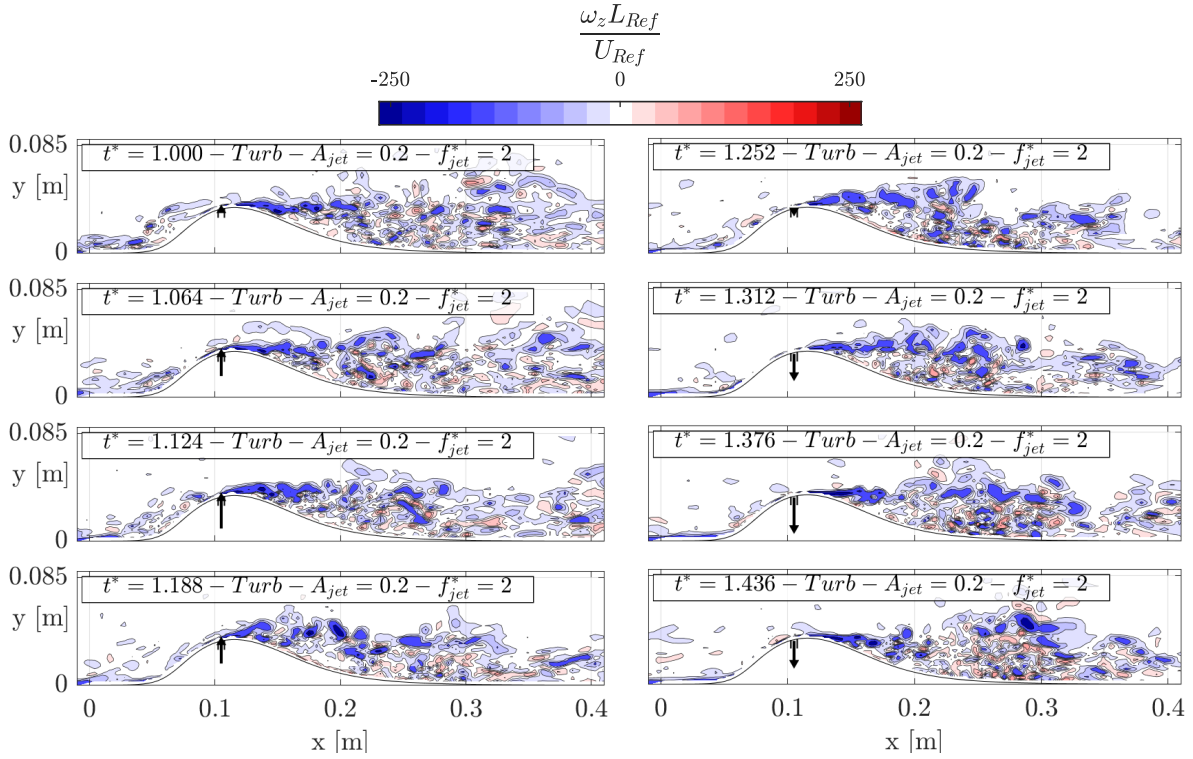 ω_z L_Ref
U_Ref
-250 0 250
0.085 t* = 1.000 – Turb – A_jet = 0.2 – f*_jet = 2
y [m]
0
t* = 1.252 – Turb – A_jet = 0.2 – f*_jet = 2
0.085 t* = 1.064 – Turb – A_jet = 0.2 – f*_jet = 2
y [m]
0
t* = 1.312 – Turb – A_jet = 0.2 – f*_jet = 2
0.085 t* = 1.124 – Turb – A_jet = 0.2 – f*_jet = 2
y [m]
0
t* = 1.376 – Turb – A_jet = 0.2 – f*_jet = 2
0.085 t* = 1.188 – Turb – A_jet = 0.2 – f*_jet = 2
y [m]
0
t* = 1.436 – Turb – A_jet = 0.2 – f*_jet = 2
0 0.1 0.2 0.3 0.4
x [m]
0 0.1 0.2 0.3 0.4
x [m]